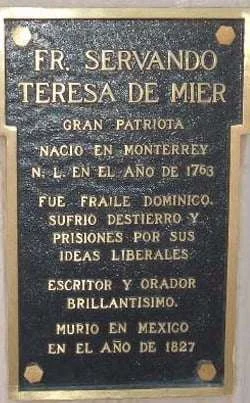 FR. SERVANDO
TERESA DE MIER
GRAN PATRIOTA
NACIO EN MONTERREY
N. L. EN EL AÑO DE 1763
FUE FRAILE DOMINICO.
SUFRIO DESTIERRO Y
PRISIONES POR SUS
IDEAS LIBERALES
ESCRITOR Y ORADOR
BRILLANTISIMO.
MURIO EN MEXICO
EN EL AÑO DE 1827